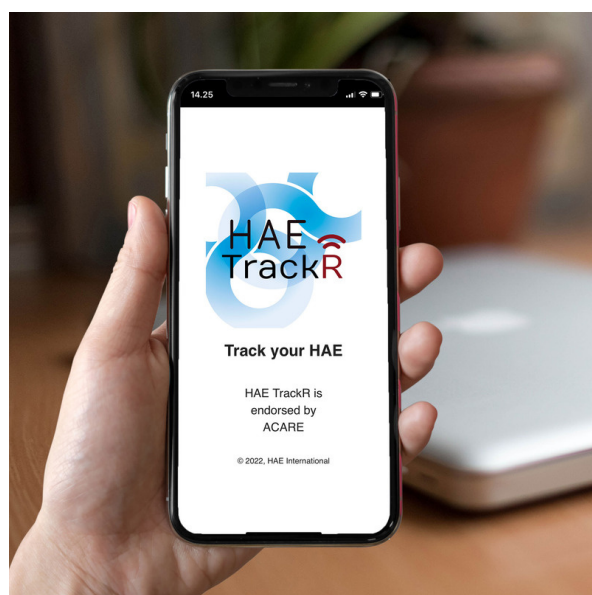 14.25
HAE
TrackR
Track your HAE
HAE TrackR is
endorsed by
ACARE
© 2022, HAE International